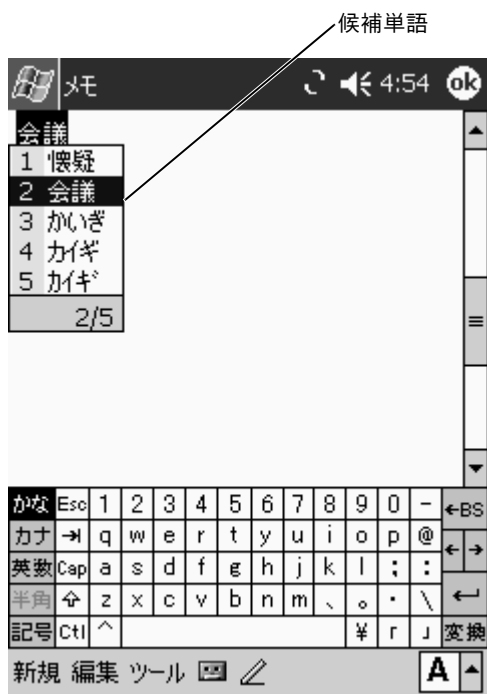 候補単語
メモ 4:54 ok
会議
1 懐疑
2 会議
3 かいぎ
4 カイギ
5 ｶｲｷﾞ
2/5
かな Esc 1 2 3 4 5 6 7 8 9 0 - ←BS
カナ →| q w e r t y u i o p @ ← →
英数 Cap a s d f g h j k l ; :
半角 z x c v b n m 、 。 ・ \ ↵
記号 Ctl ^ ¥ 「 」 変換
新規 編集 ツール A